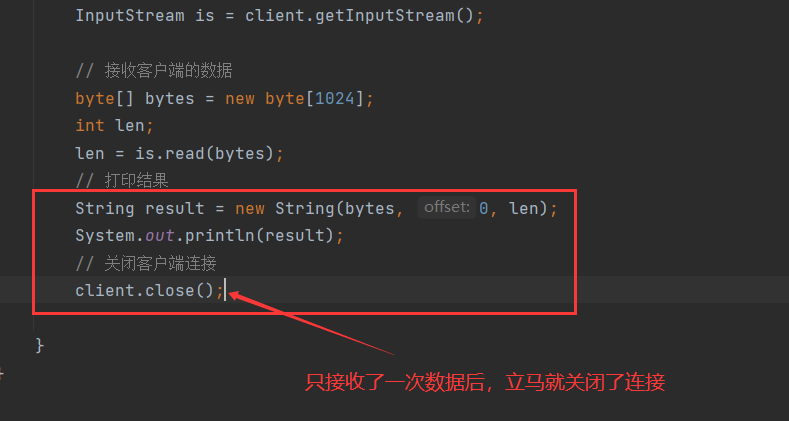 InputStream is = client.getInputStream();
// 接收客户端的数据
byte[] bytes = new byte[1024];
int len;
len = is.read(bytes);
// 打印结果
String result = new String(bytes, offset: 0, len);
System.out.println(result);
// 关闭客户端连接
client.close();
}
}
只接收了一次数据后，立马就关闭了连接